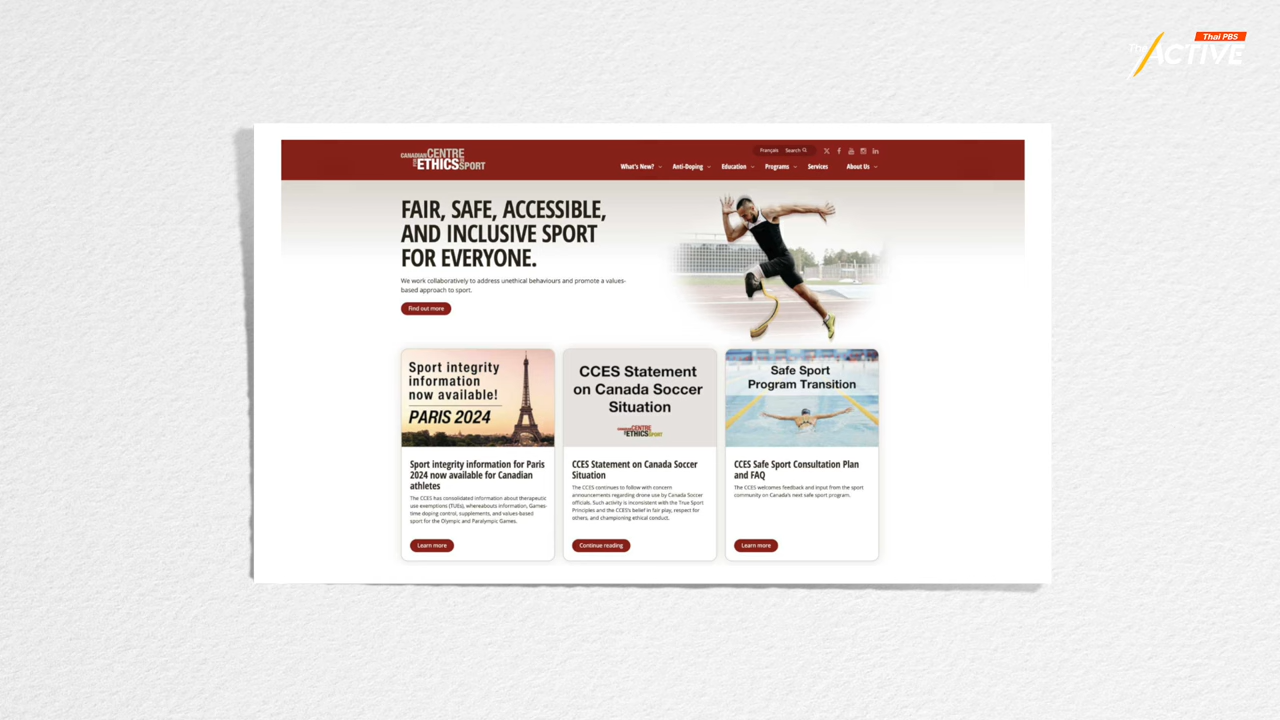 Thai PBS
The ACTIVE
CANADIAN CENTRE
FOR ETHICS IN SPORT
Français Search
What's New? Anti-Doping Education Programs Services About Us
FAIR, SAFE, ACCESSIBLE,
AND INCLUSIVE SPORT
FOR EVERYONE.
We work collaboratively to address unethical behaviours and promote a values-
based approach to sport.
Find out more
Sport integrity
information
now available!
PARIS 2024
Sport integrity information for Paris
2024 now available for Canadian
athletes
The CCES has consolidated information about therapeutic
use exemptions (TUEs), whereabouts information, Games-
time doping control, supplements, and values-based
sport for the Olympic and Paralympic Games.
Learn more
CCES Statement
on Canada Soccer
Situation
CANADIAN CENTRE
FOR ETHICS IN SPORT
CCES Statement on Canada Soccer
Situation
The CCES continues to follow with concern
announcements regarding drone use by Canada Soccer
officials. Such activity is inconsistent with the True Sport
Principles and the CCES's belief in fair play, respect for
others, and championing ethical conduct.
Continue reading
Safe Sport
Program Transition
CCES Safe Sport Consultation Plan
and FAQ
The CCES welcomes feedback and input from the sport
community on Canada's next safe sport program.
Learn more